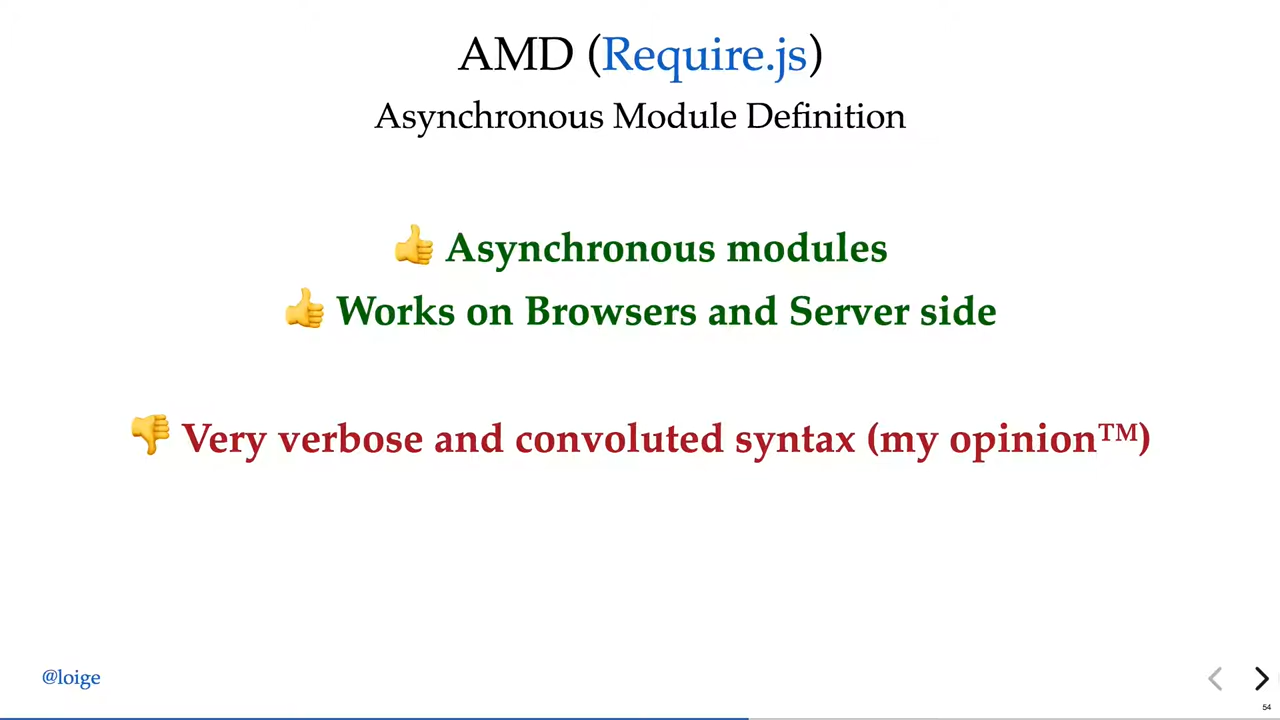 AMD (Require.js)
Asynchronous Module Definition
👍 Asynchronous modules
👍 Works on Browsers and Server side
👎 Very verbose and convoluted syntax (my opinion™)
@loige
54